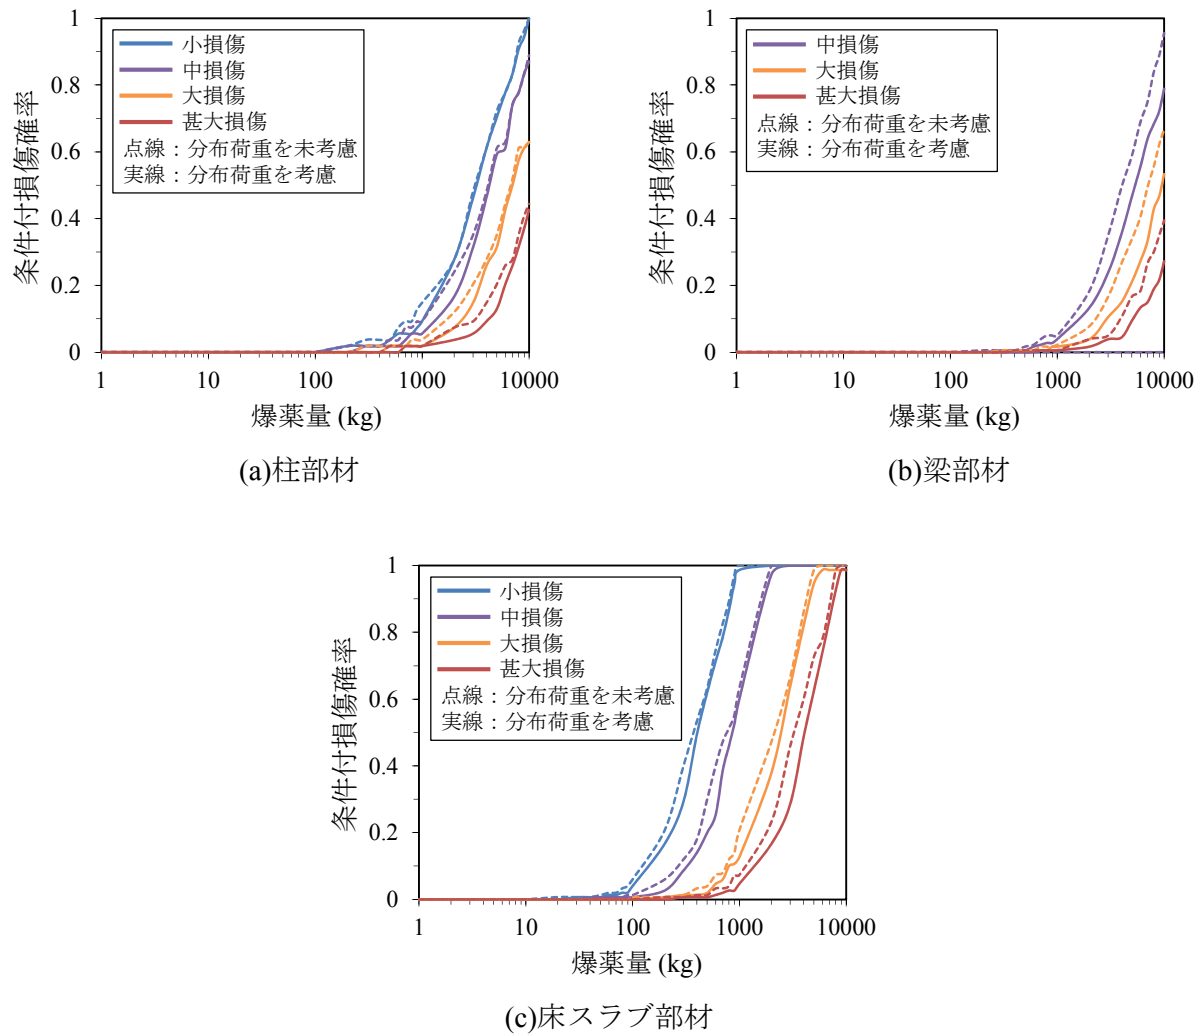 条件付損傷確率
1
0.8
0.6
0.4
0.2
0
小損傷
中損傷
大損傷
甚大損傷
点線：分布荷重を未考慮
実線：分布荷重を考慮
1
10
100
1000
10000
爆薬量 (kg)
(a)柱部材
条件付損傷確率
1
0.8
0.6
0.4
0.2
0
中損傷
大損傷
甚大損傷
点線：分布荷重を未考慮
実線：分布荷重を考慮
1
10
100
1000
10000
爆薬量 (kg)
(b)梁部材
条件付損傷確率
1
0.8
0.6
0.4
0.2
0
小損傷
中損傷
大損傷
甚大損傷
点線：分布荷重を未考慮
実線：分布荷重を考慮
1
10
100
1000
10000
爆薬量 (kg)
(c)床スラブ部材